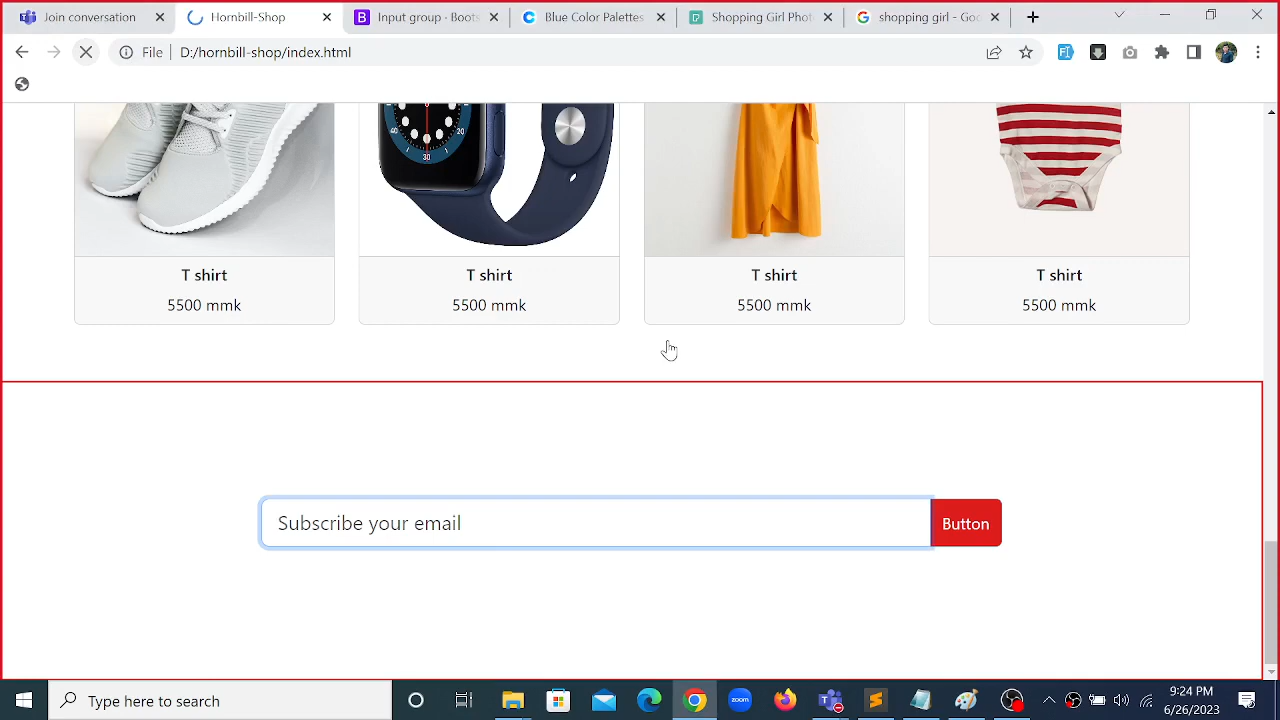 Join conversation
Hornbill-Shop
Input group · Boots
Blue Color Palettes
Shopping Girl Phot
shopping girl - Goo
File D:/hornbill-shop/index.html
T shirt
5500 mmk
T shirt
5500 mmk
T shirt
5500 mmk
T shirt
5500 mmk
Subscribe your email
Button
Type here to search
9:24 PM
6/26/2023